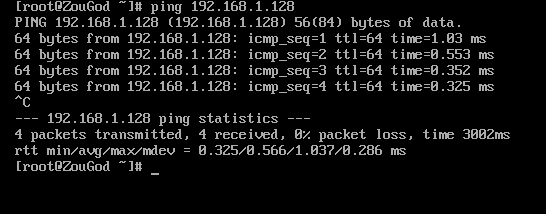 [root@ZouGod ~]# ping 192.168.1.128
PING 192.168.1.128 (192.168.1.128) 56(84) bytes of data.
64 bytes from 192.168.1.128: icmp_seq=1 ttl=64 time=1.03 ms
64 bytes from 192.168.1.128: icmp_seq=2 ttl=64 time=0.553 ms
64 bytes from 192.168.1.128: icmp_seq=3 ttl=64 time=0.352 ms
64 bytes from 192.168.1.128: icmp_seq=4 ttl=64 time=0.325 ms
^C
--- 192.168.1.128 ping statistics ---
4 packets transmitted, 4 received, 0% packet loss, time 3002ms
rtt min/avg/max/mdev = 0.325/0.566/1.037/0.286 ms
[root@ZouGod ~]# _